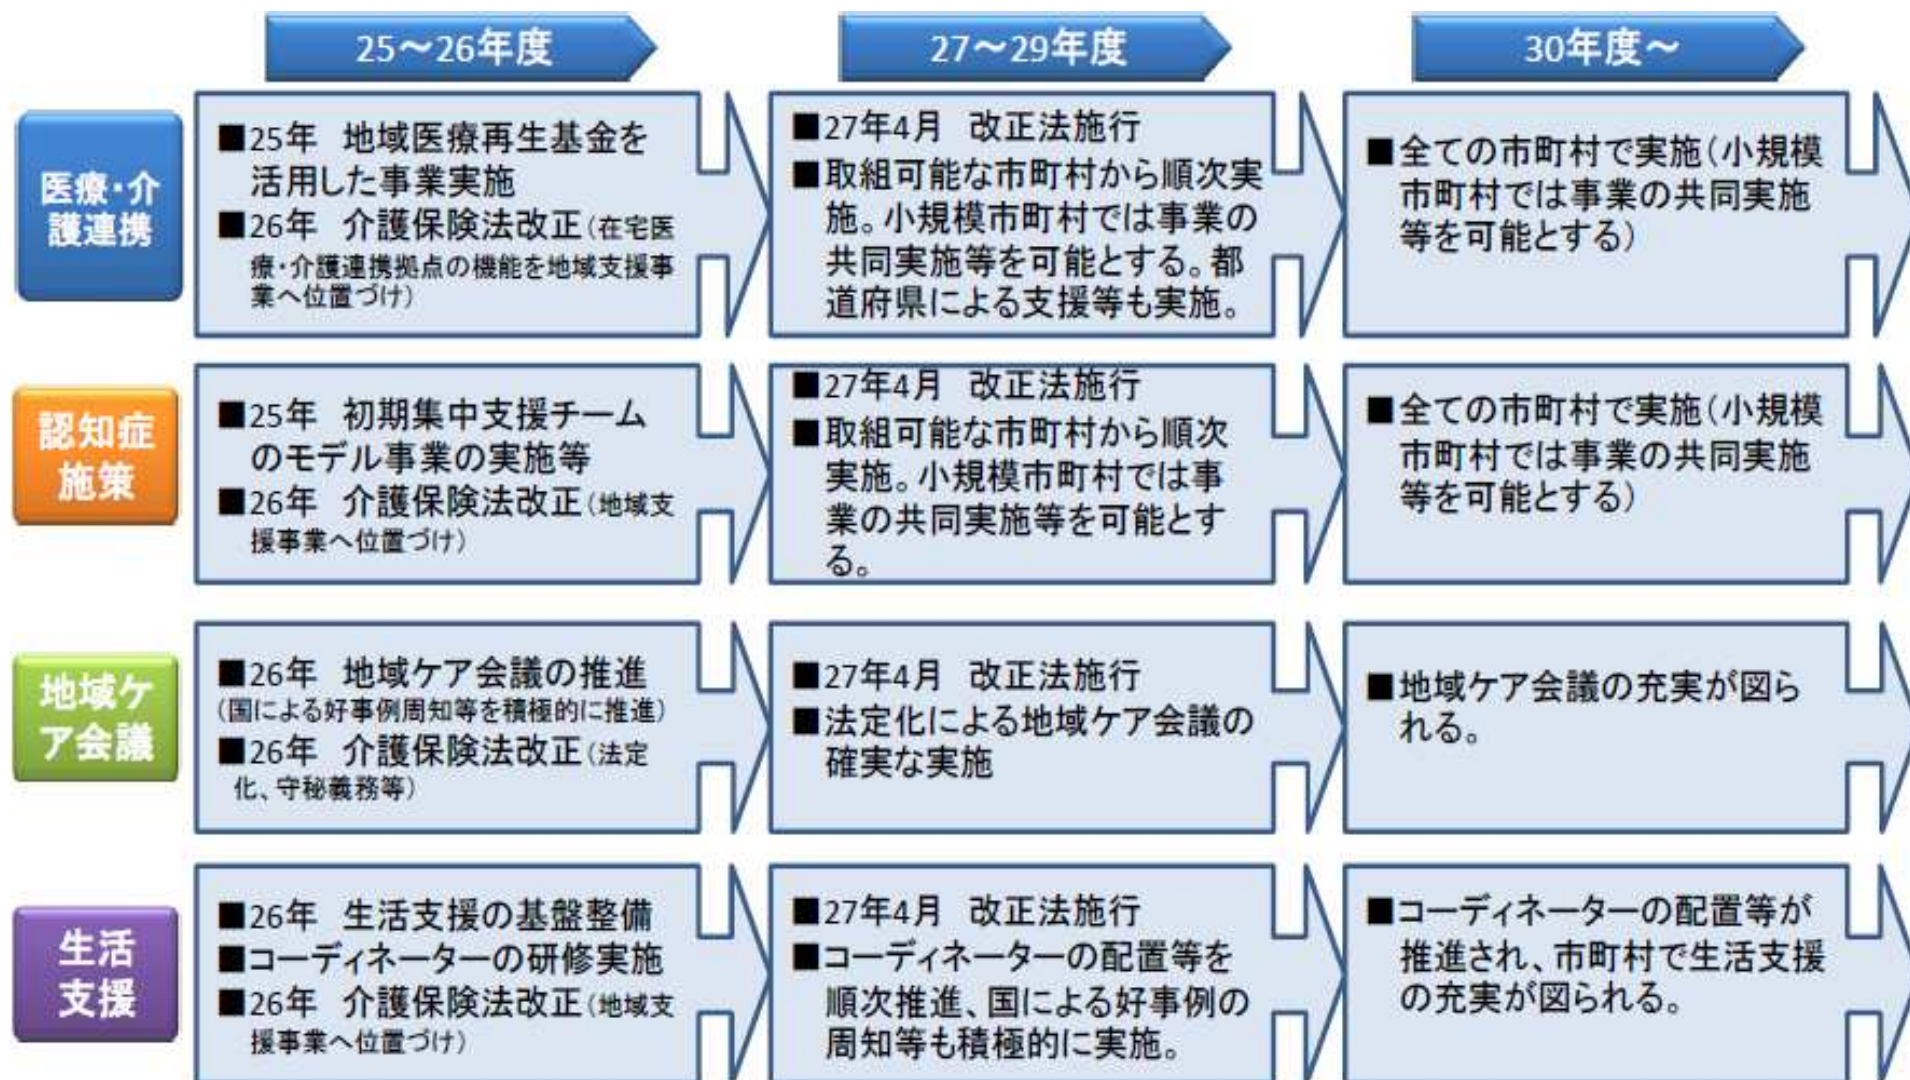 25～26年度
27～29年度
30年度～
医療・介
護連携
■25年　地域医療再生基金を
活用した事業実施
■26年　介護保険法改正（在宅医
療・介護連携拠点の機能を地域支援事
業へ位置づけ）
■27年4月　改正法施行
■取組可能な市町村から順次実
施。小規模市町村では事業の
共同実施等を可能とする。都
道府県による支援等も実施。
■全ての市町村で実施（小規模
市町村では事業の共同実施
等を可能とする）
認知症
施策
■25年　初期集中支援チーム
のモデル事業の実施等
■26年　介護保険法改正（地域支
援事業へ位置づけ）
■27年4月　改正法施行
■取組可能な市町村から順次
実施。小規模市町村では事
業の共同実施等を可能とす
る。
■全ての市町村で実施（小規模
市町村では事業の共同実施
等を可能とする）
地域ケ
ア会議
■26年　地域ケア会議の推進
（国による好事例周知等を積極的に推進）
■26年　介護保険法改正（法定
化、守秘義務等）
■27年4月　改正法施行
■法定化による地域ケア会議の
確実な実施
■地域ケア会議の充実が図ら
れる。
生活
支援
■26年　生活支援の基盤整備
■コーディネーターの研修実施
■26年　介護保険法改正（地域支
援事業へ位置づけ）
■27年4月　改正法施行
■コーディネーターの配置等を
順次推進、国による好事例の
周知等も積極的に実施。
■コーディネーターの配置等が
推進され、市町村で生活支援
の充実が図られる。